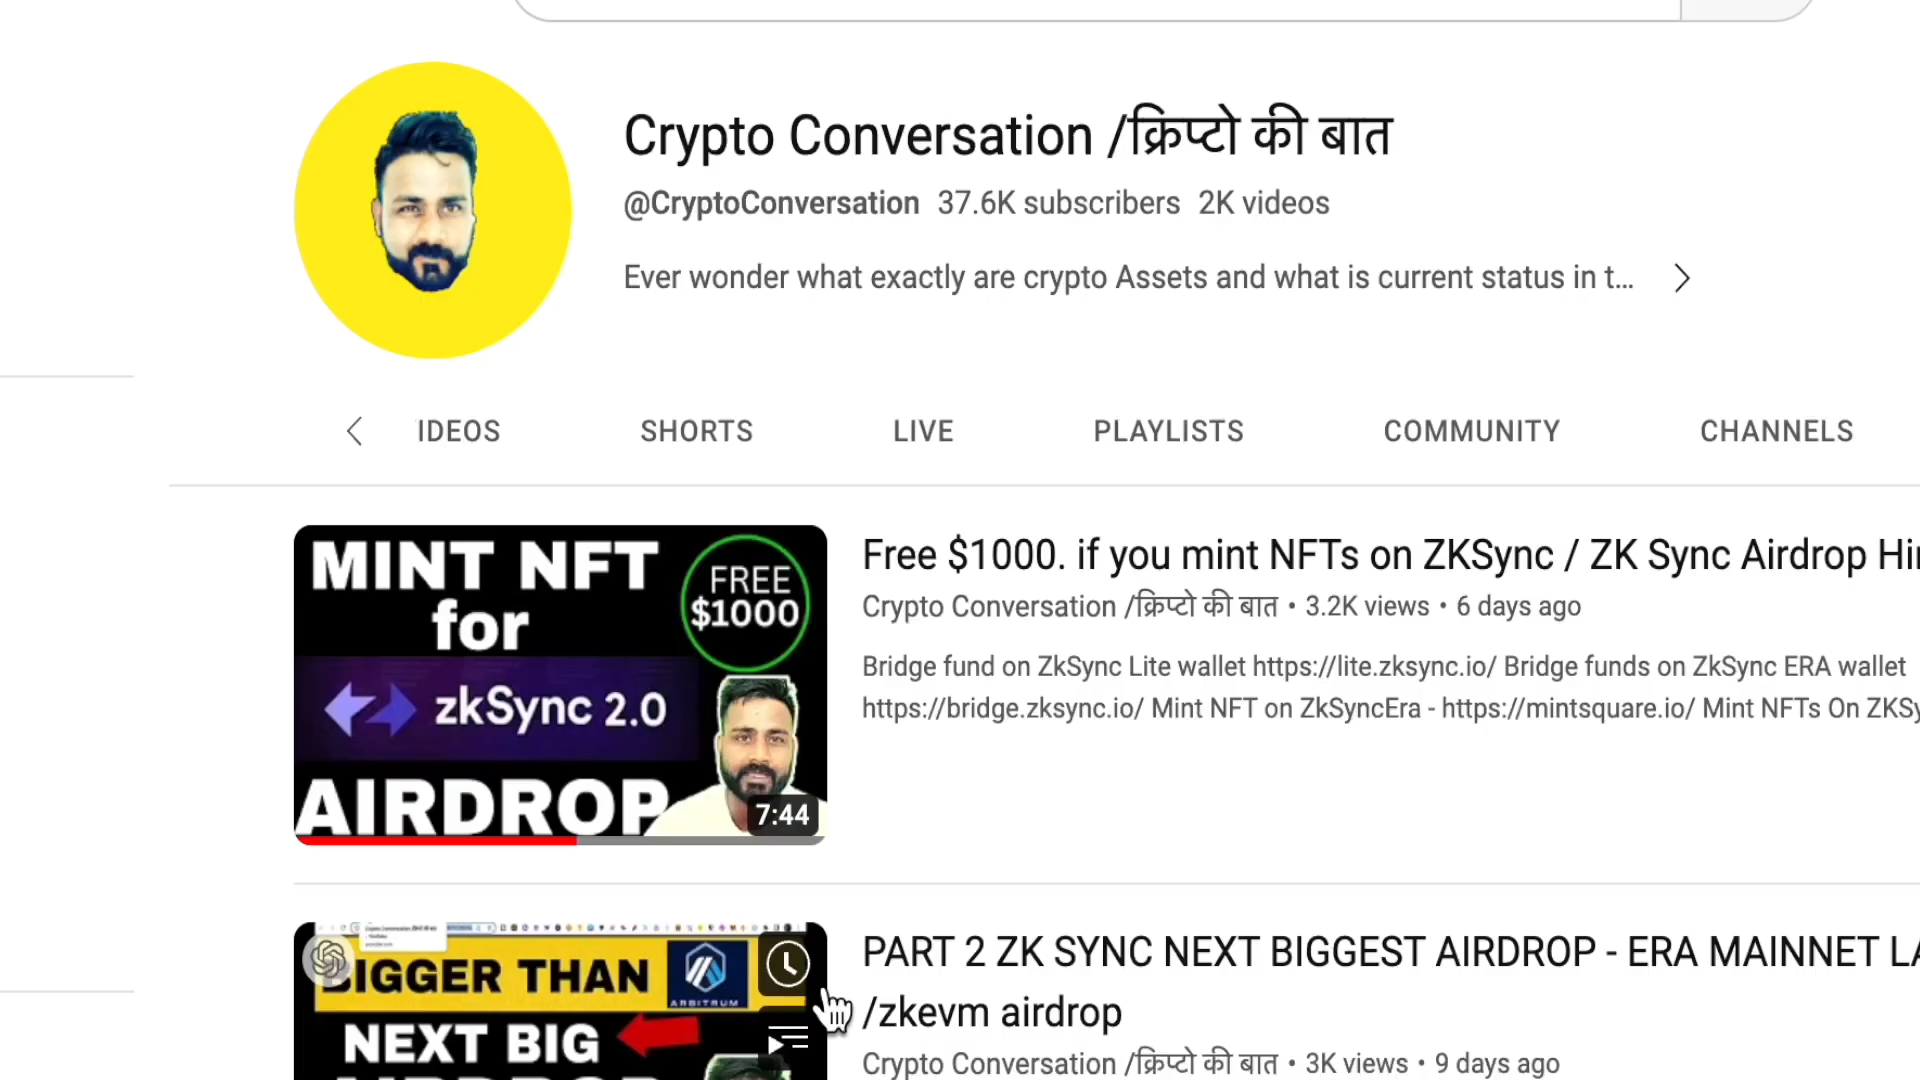 Crypto Conversation /क्रिप्टो की बात
@CryptoConversation 37.6K subscribers 2K videos
Ever wonder what exactly are crypto Assets and what is current status in t...
IDEOS SHORTS LIVE PLAYLISTS COMMUNITY CHANNELS
MINT NFT
for
FREE
$1000
zkSync 2.0
AIRDROP
7:44
Free $1000. if you mint NFTs on ZKSync / ZK Sync Airdrop Hi
Crypto Conversation /क्रिप्टो की बात • 3.2K views • 6 days ago
Bridge fund on ZkSync Lite wallet https://lite.zksync.io/ Bridge funds on ZkSync ERA wallet
https://bridge.zksync.io/ Mint NFT on ZkSyncEra - https://mintsquare.io/ Mint NFTs On ZKSy
BIGGER THAN
ARBITRUM
NEXT BIG
AIRDROP
PART 2 ZK SYNC NEXT BIGGEST AIRDROP - ERA MAINNET LA
/zkevm airdrop
Crypto Conversation /क्रिप्टो की बात • 3K views • 9 days ago